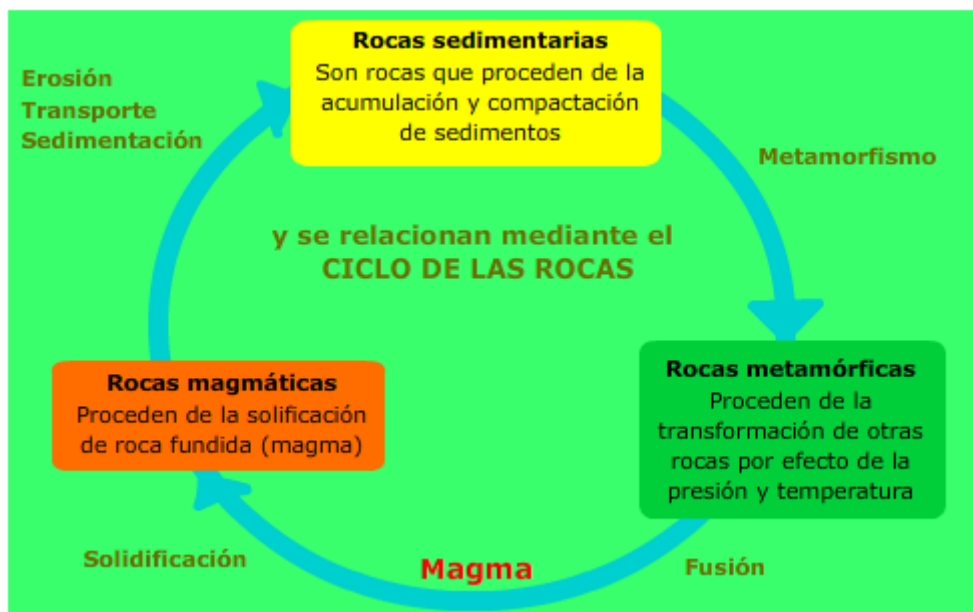 Rocas sedimentarias
Son rocas que proceden de la
acumulación y compactación
de sedimentos
Erosión
Transporte
Sedimentación
Metamorfismo
y se relacionan mediante el
CICLO DE LAS ROCAS
Rocas magmáticas
Proceden de la solificación
de roca fundida (magma)
Rocas metamórficas
Proceden de la
transformación de otras
rocas por efecto de la
presión y temperatura
Solidificación
Magma
Fusión